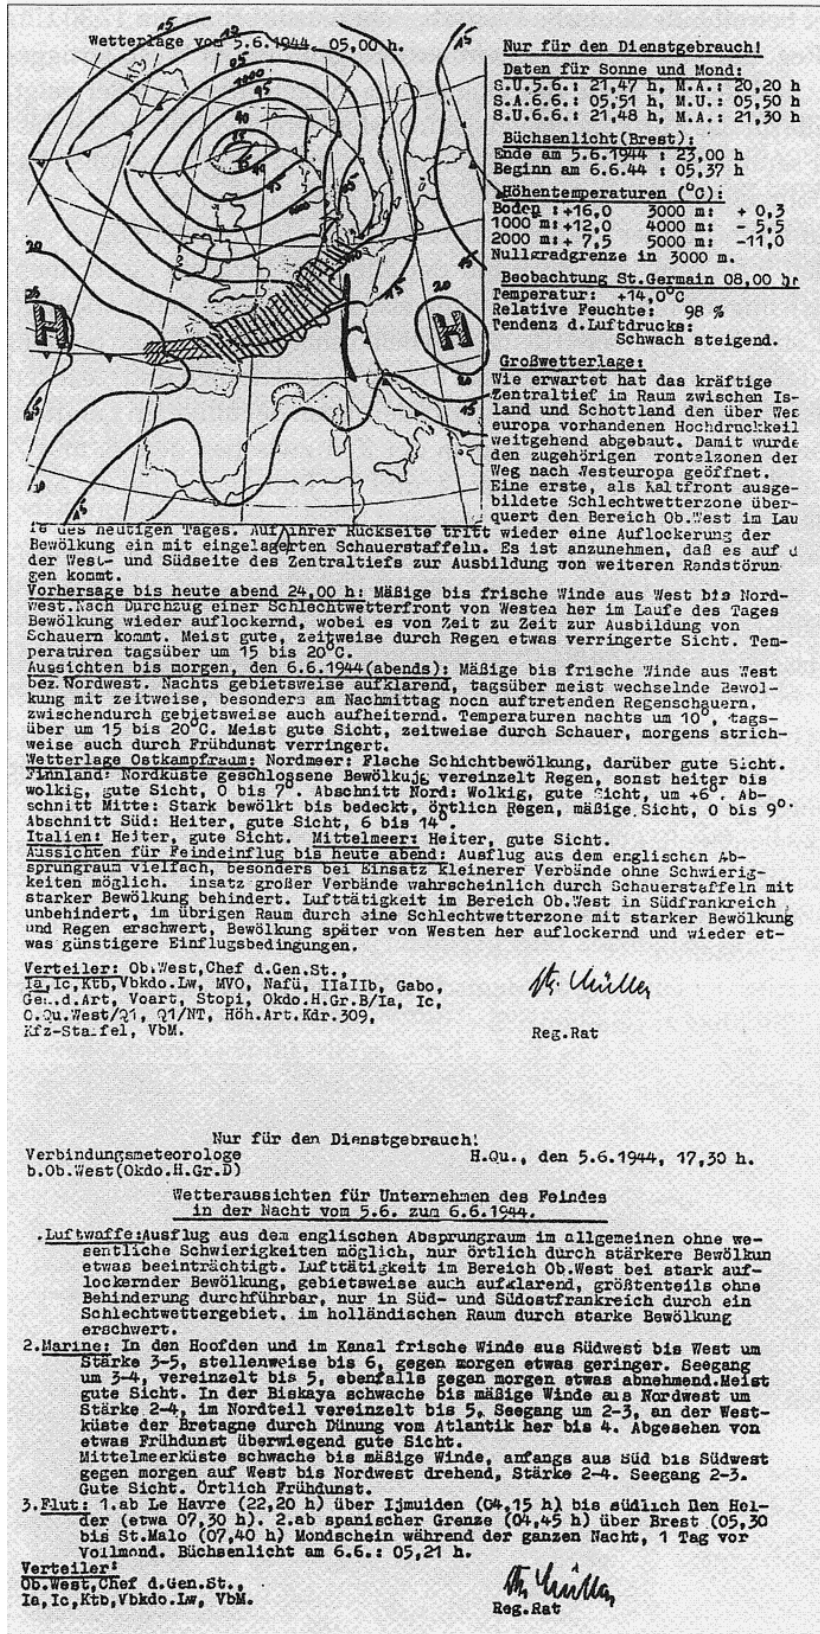 Wetterlage vom 5.6.1944, 05,00 h.
Nur für den Dienstgebrauch!
Daten für Sonne und Mond:
S.U.5.6.: 21,47 h, M.A.: 20,20 h
S.A.6.6.: 05,51 h, M.U.: 05,50 h
S.U.6.6.: 21,48 h, M.A.: 21,30 h
Büchsenlicht(Brest):
Ende am 5.6.1944 : 23,00 h
Beginn am 6.6.44 : 05,37 h
Höhentemperaturen (°C):
Boden :+16,0 3000 m: + 0,3
1000 m:+12,0 4000 m: - 5,5
2000 m:+ 7,5 5000 m: -11,0
Nullgradgrenze in 3000 m.
Beobachtung St.Germain 08,00 hr
Temperatur: +14,0°C
Relative Feuchte: 98 %
Tendenz d.Luftdrucks:
Schwach steigend.
Großwetterlage:
Wie erwartet hat das kräftige
Zentraltief im Raum zwischen Is-
land und Schottland den über Wes
europa vorhandenen Hochdruckkeil
weitgehend abgebaut. Damit wurde
den zugehörigen rontalzonen der
Weg nach Westeuropa geöffnet.
Eine erste, als Kaltfront ausge-
bildete Schlechtwetterzone über-
quert den Bereich Ob.West im Lau
fe des heutigen Tages. Auf ihrer Rückseite tritt wieder eine Auflockerung der
Bewölkung ein mit eingelagerten Schauerstaffeln. Es ist anzunehmen, daß es auf d
der West- und Südseite des Zentraltiefs zur Ausbildung von weiteren Randstörun
gen kommt.
Vorhersage bis heute abend 24,00 h: Mäßige bis frische Winde aus West bis Nord-
west.Nach Durchzug einer Schlechtwetterfront von Westen her im Laufe des Tages
Bewölkung wieder auflockernd, wobei es von Zeit zu Zeit zur Ausbildung von
Schauern kommt. Meist gute, zeitweise durch Regen etwas verringerte Sicht. Tem-
peraturen tagsüber um 15 bis 20°C.
Aussichten bis morgen, den 6.6.1944(abends): Mäßige bis frische Winde aus West
bez.Nordwest. Nachts gebietsweise aufklarend, tagsüber meist wechselnde Bewöl-
kung mit zeitweise, besonders am Nachmittag noch auftretenden Regenschauern,
zwischendurch gebietsweise auch aufheiternd. Temperaturen nachts um 10°, tags-
über um 15 bis 20°C. Meist gute Sicht, zeitweise durch Schauer, morgens strich-
weise auch durch Frühdunst verringert.
Wetterlage Ostkampfraum: Nordmeer: Flache Schichtbewölkung, darüber gute Sicht.
Finnland: Nordküste geschlossene Bewölkujg vereinzelt Regen, sonst heiter bis
wolkig, gute Sicht, 0 bis 7°. Abschnitt Nord: Wolkig, gute Sicht, um +6°. Ab-
schnitt Mitte: Stark bewölkt bis bedeckt, örtlich Regen, mäßige Sicht, 0 bis 9°.
Abschnitt Süd: Heiter, gute Sicht, 6 bis 14°.
Italien: Heiter, gute Sicht. Mittelmeer: Heiter, gute Sicht.
Aussichten für Feindeinflug bis heute abend: Ausflug aus dem englischen Ab-
sprungraum vielfach, besonders bei Einsatz kleinerer Verbände ohne Schwierig-
keiten möglich. insatz großer Verbände wahrscheinlich durch Schauerstaffeln mit
starker Bewölkung behindert. Lufttätigkeit im Bereich Ob.West in Südfrankreich
unbehindert, im übrigen Raum durch eine Schlechtwetterzone mit starker Bewölkung
und Regen erschwert, Bewölkung später von Westen her auflockernd und wieder et-
was günstigere Einflugsbedingungen.
Verteiler: Ob.West,Chef d.Gen.St.,
Ia,Ic,Ktb,Vbkdo.Lw, MVO, Nafü, IIaIIb, Gabo,
Gen.d.Art, Voart, Stopi, Okdo.H.Gr.B/Ia, Ic,
O.Qu.West/Q1, Q1/NT, Höh.Art.Kdr.309,
Kfz-Staffel, VbM.
Müller
Reg.Rat
Nur für den Dienstgebrauch!
Verbindungsmeteorologe H.Qu., den 5.6.1944, 17,30 h.
b.Ob.West(Okdo.H.Gr.D)
Wetteraussichten für Unternehmen des Feindes
in der Nacht vom 5.6. zum 6.6.1944.
.Luftwaffe:Ausflug aus dem englischen Absprungraum im allgemeinen ohne we-
sentliche Schwierigkeiten möglich, nur örtlich durch stärkere Bewölkun
etwas beeinträchtigt. Lufttätigkeit im Bereich Ob.West bei stark auf-
lockernder Bewölkung, gebietsweise auch aufklarend, größtenteils ohne
Behinderung durchführbar, nur in Süd- und Südostfrankreich durch ein
Schlechtwettergebiet, im holländischen Raum durch starke Bewölkung
erschwert.
2.Marine: In den Hoofden und im Kanal frische Winde aus Südwest bis West um
Stärke 3-5, stellenweise bis 6, gegen morgen etwas geringer. Seegang
um 3-4, vereinzelt bis 5, ebenfalls gegen morgen etwas abnehmend.Meist
gute Sicht. In der Biskaya schwache bis mäßige Winde aus Nordwest um
Stärke 2-4, im Nordteil vereinzelt bis 5, Seegang um 2-3, an der West-
küste der Bretagne durch Dünung vom Atlantik her bis 4. Abgesehen von
etwas Frühdunst überwiegend gute Sicht.
Mittelmeerküste schwache bis mäßige Winde, anfangs aus Süd bis Südwest
gegen morgen auf West bis Nordwest drehend, Stärke 2-4. Seegang 2-3.
Gute Sicht. Örtlich Frühdunst.
3.Flut: 1.ab Le Havre (22,20 h) über Ijmuiden (04,15 h) bis südlich Den Hel-
der (etwa 07,30 h). 2.ab spanischer Grenze (04,45 h) über Brest (05,30
bis St.Malo (07,40 h) Mondschein während der ganzen Nacht, 1 Tag vor
Vollmond. Büchsenlicht am 6.6.: 05,21 h.
Verteiler:
Ob.West,Chef d.Gen.St.,
Ia,Ic,Ktb,Vbkdo.Lw, VbM.
Müller
Reg.Rat